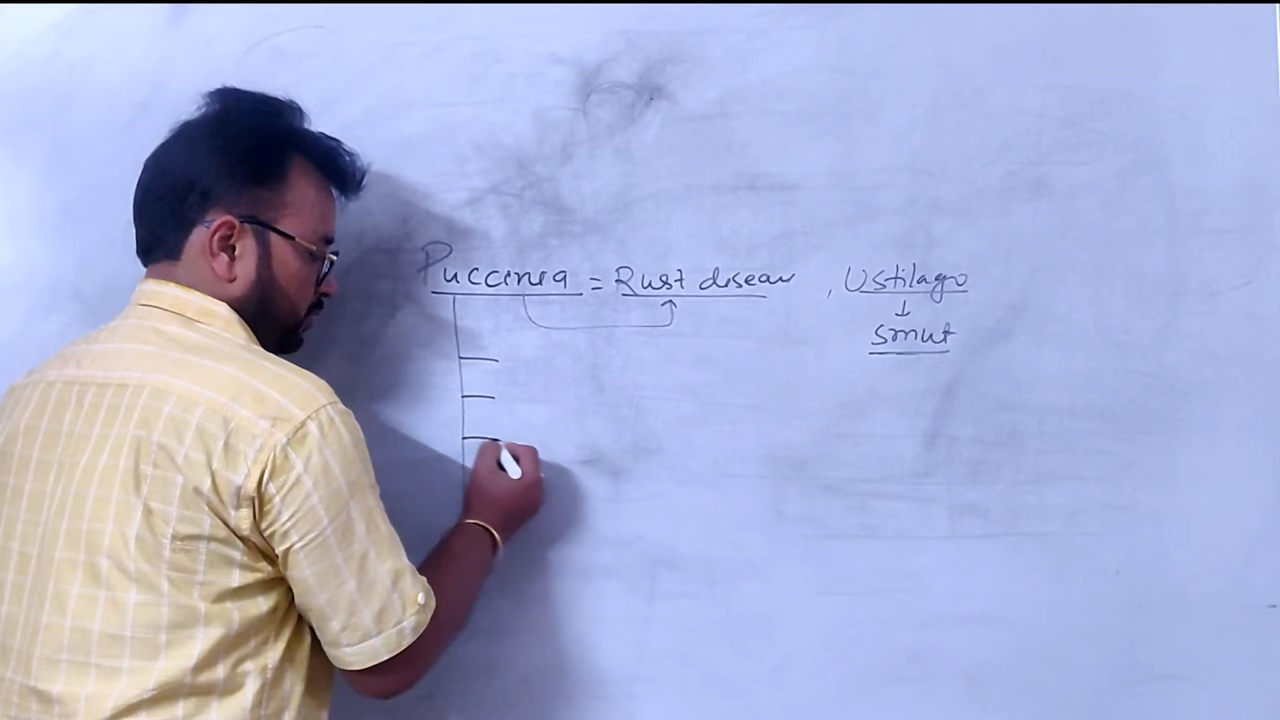 Puccinia = Rust disease , Ustilago
↓
Smut